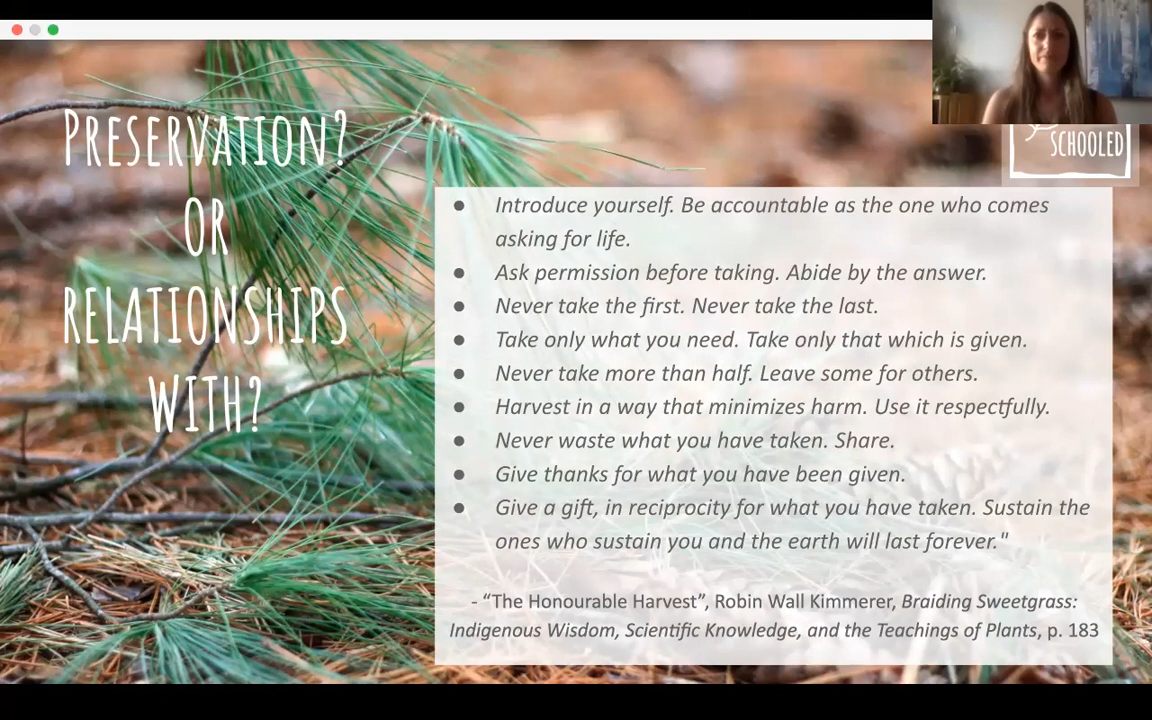 PRESERVATION?
OR
RELATIONSHIPS
WITH?
SCHOOLED
● Introduce yourself. Be accountable as the one who comes
asking for life.
● Ask permission before taking. Abide by the answer.
● Never take the first. Never take the last.
● Take only what you need. Take only that which is given.
● Never take more than half. Leave some for others.
● Harvest in a way that minimizes harm. Use it respectfully.
● Never waste what you have taken. Share.
● Give thanks for what you have been given.
● Give a gift, in reciprocity for what you have taken. Sustain the
ones who sustain you and the earth will last forever."
- “The Honourable Harvest”, Robin Wall Kimmerer, Braiding Sweetgrass:
Indigenous Wisdom, Scientific Knowledge, and the Teachings of Plants, p. 183